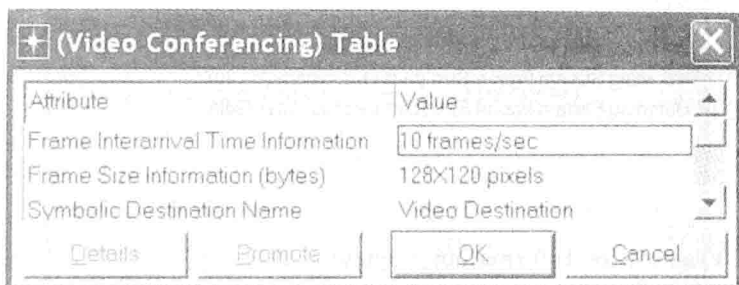 (Video Conferencing) Table
Attribute Value
Frame Interarrival Time Information 10 frames/sec
Frame Size Information (bytes) 128X120 pixels
Symbolic Destination Name Video Destination
Details Promote OK Cancel